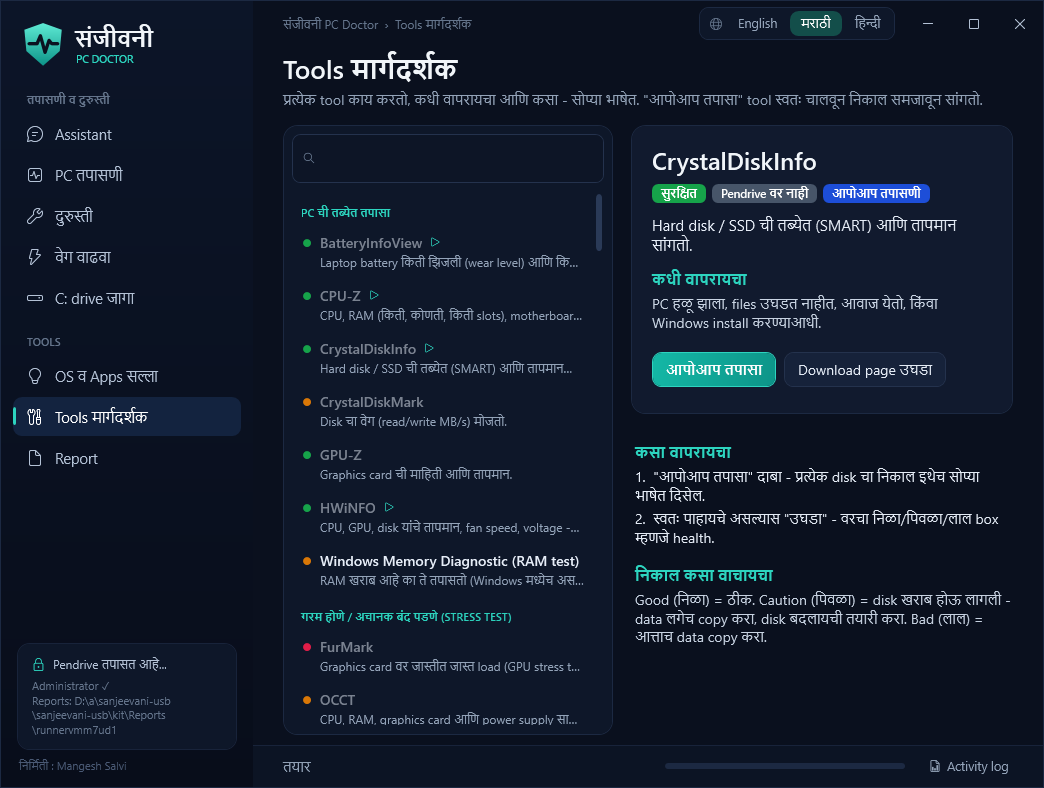 संजीवनी
PC DOCTOR
तपासणी व दुरुस्ती
Assistant
PC तपासणी
दुरुस्ती
वेग वाढवा
C: drive जागा
TOOLS
OS व Apps सल्ला
Tools मार्गदर्शक
Report
Pendrive तपासत आहे...
Administrator ✓
Reports: D:\a\sanjeevani-usb
\sanjeevani-usb\kit\Reports
\runnervmm7ud1
निर्मिती : Mangesh Salvi
संजीवनी PC Doctor › Tools मार्गदर्शक
English मराठी हिन्दी
Tools मार्गदर्शक
प्रत्येक tool काय करतो, कधी वापरायचा आणि कसा - सोप्या भाषेत. "आपोआप तपासा" tool स्वतः चालवून निकाल समजावून सांगतो.
PC ची तब्येत तपासा
BatteryInfoView
Laptop battery किती झिजली (wear level) आणि कि...
CPU-Z
CPU, RAM (किती, कोणती, किती slots), motherboar...
CrystalDiskInfo
Hard disk / SSD ची तब्येत (SMART) आणि तापमान...
CrystalDiskMark
Disk चा वेग (read/write MB/s) मोजतो.
GPU-Z
Graphics card ची माहिती आणि तापमान.
HWiNFO
CPU, GPU, disk यांचे तापमान, fan speed, voltage -...
Windows Memory Diagnostic (RAM test)
RAM खराब आहे का ते तपासतो (Windows मध्येच अस...
गरम होणे / अचानक बंद पडणे (STRESS TEST)
FurMark
Graphics card वर जास्तीत जास्त load (GPU stress t...
OCCT
CPU, RAM, graphics card आणि power supply सा...
CrystalDiskInfo
सुरक्षित Pendrive वर नाही आपोआप तपासणी
Hard disk / SSD ची तब्येत (SMART) आणि तापमान
सांगतो.
कधी वापरायचा
PC हळू झाला, files उघडत नाहीत, आवाज येतो, किंवा
Windows install करण्याआधी.
आपोआप तपासा Download page उघडा
कसा वापरायचा
1. "आपोआप तपासा" दाबा - प्रत्येक disk चा निकाल इथेच सोप्या
भाषेत दिसेल.
2. स्वतः पाहायचे असल्यास "उघडा" - वरचा निळा/पिवळा/लाल box
म्हणजे health.
निकाल कसा वाचायचा
Good (निळा) = ठीक. Caution (पिवळा) = disk खराब होऊ लागली -
data लगेच copy करा, disk बदलायची तयारी करा. Bad (लाल) =
आत्ताच data copy करा.
तयार
Activity log